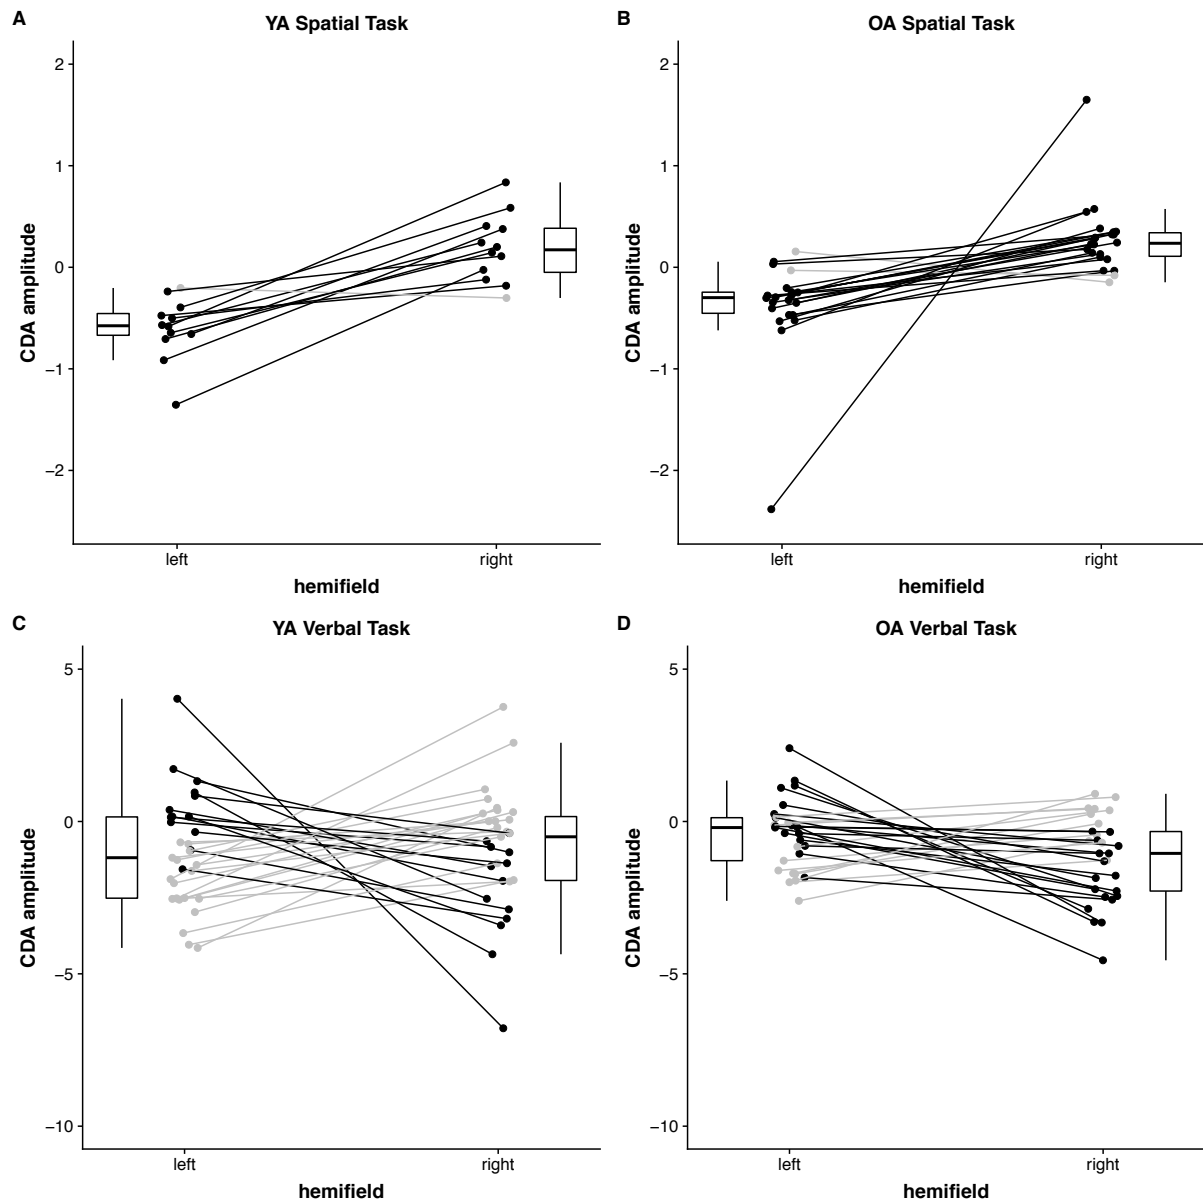 A
YA Spatial Task
CDA amplitude
2
1
0
−1
−2
left
right
hemifield
B
OA Spatial Task
CDA amplitude
2
1
0
−1
−2
left
right
hemifield
C
YA Verbal Task
CDA amplitude
5
0
−5
−10
left
right
hemifield
D
OA Verbal Task
CDA amplitude
5
0
−5
−10
left
right
hemifield